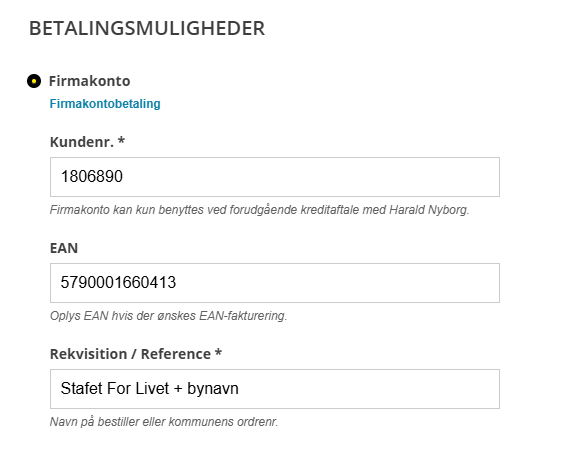 BETALINGSMULIGHEDER
Firmakonto
Firmakontobetaling
Kundenr. *
1806890
Firmakonto kan kun benyttes ved forudgående kreditaftale med Harald Nyborg.
EAN
5790001660413
Oplys EAN hvis der ønskes EAN-fakturering.
Rekvisition / Reference *
Stafet For Livet + bynavn
Navn på bestiller eller kommunens ordrenr.